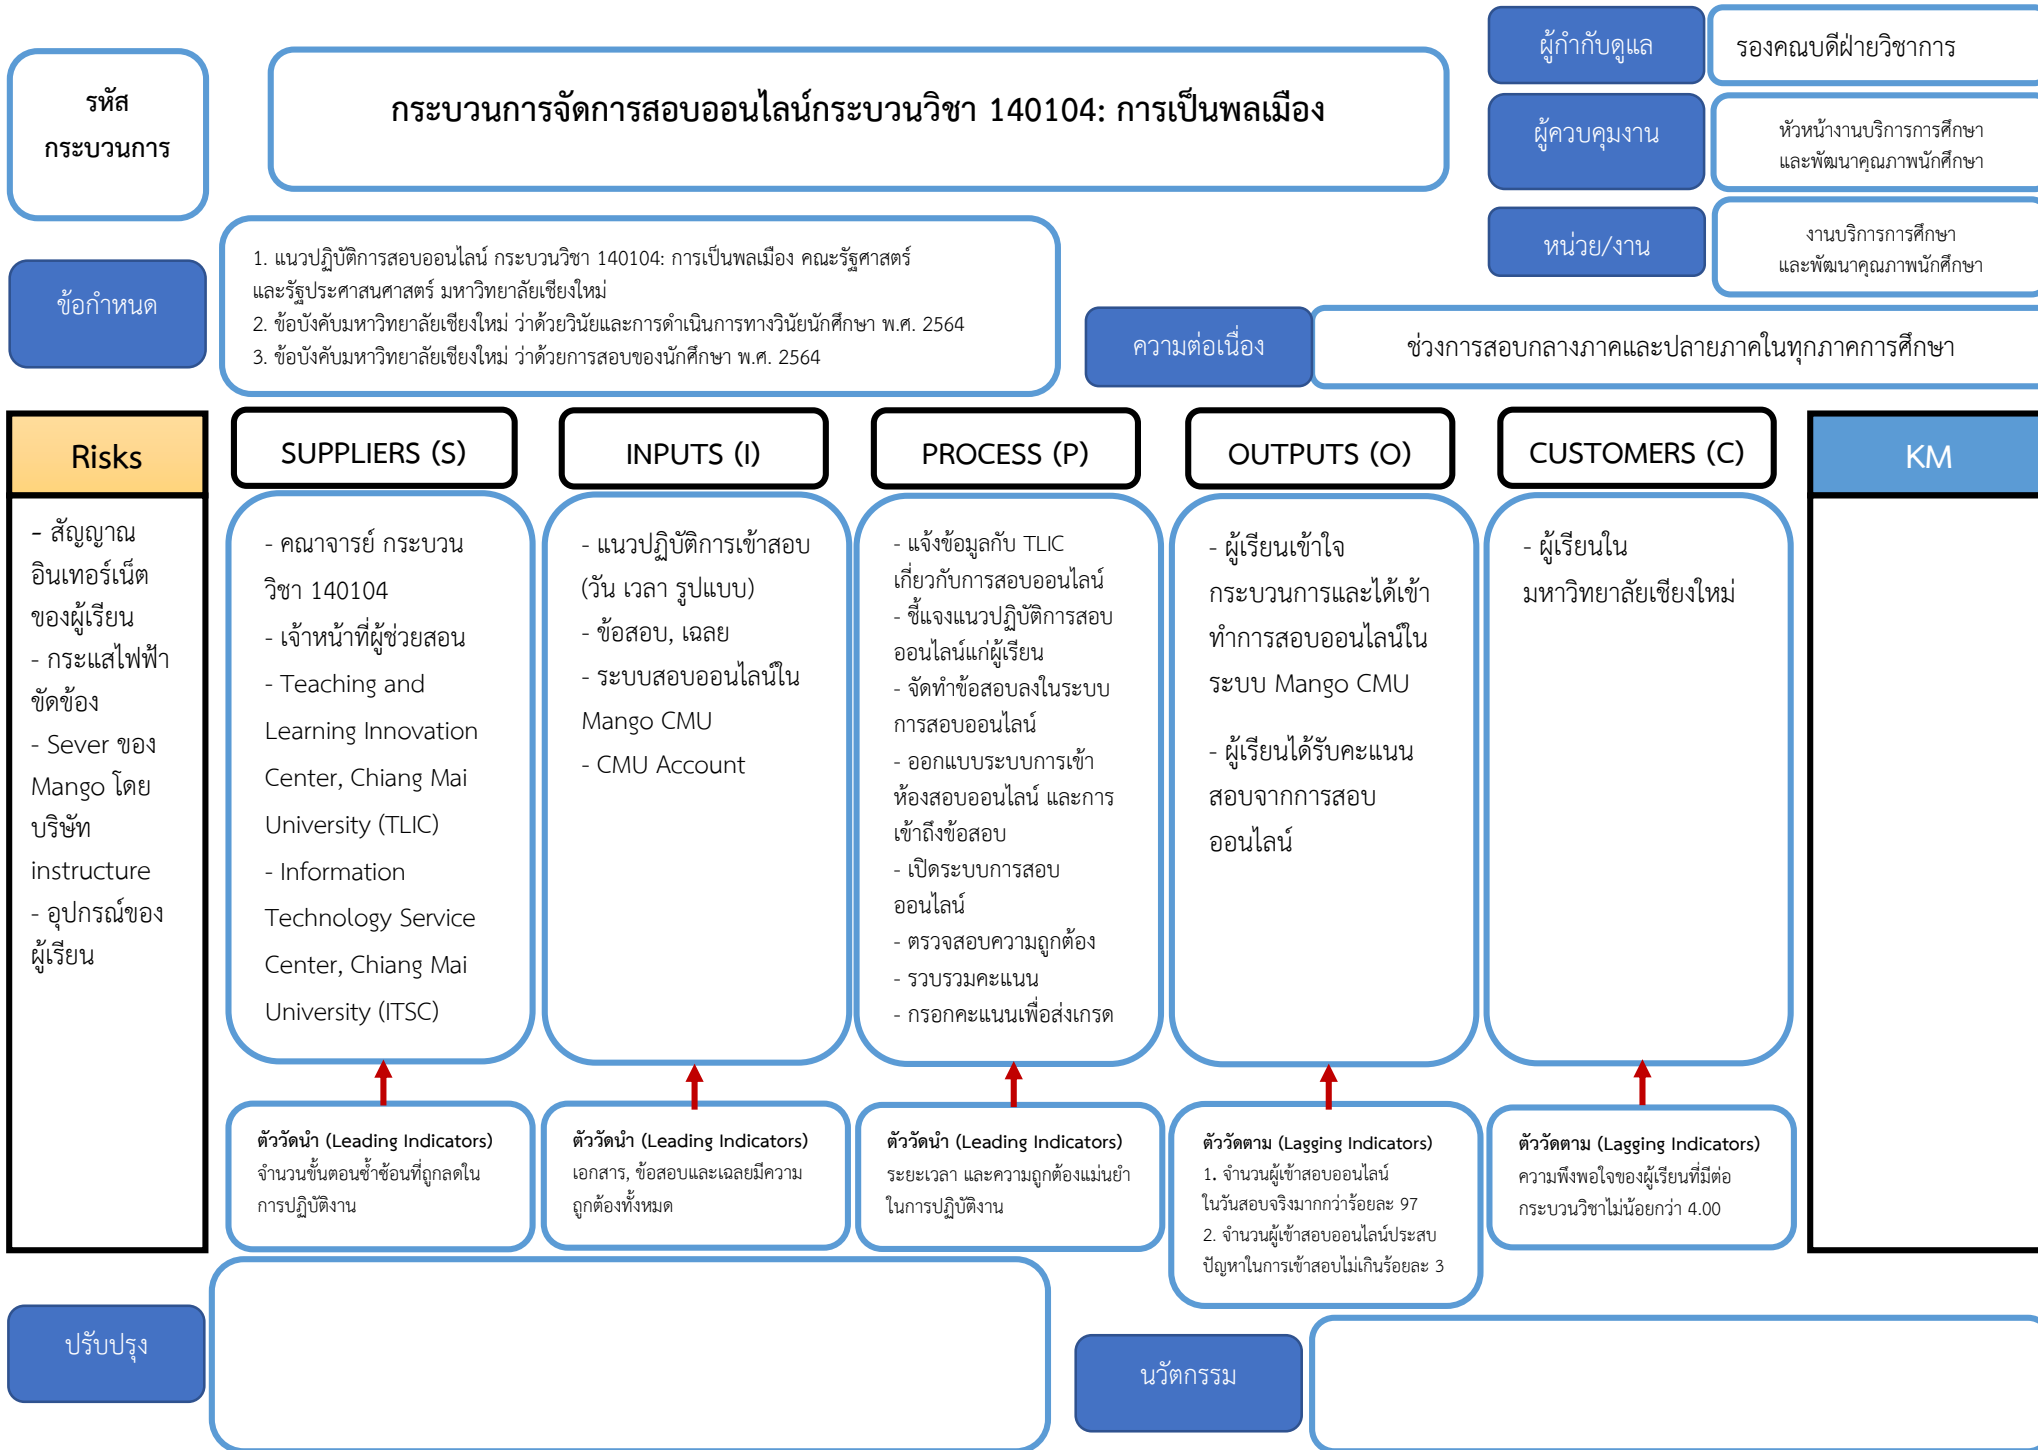 รหัส
กระบวนการ
กระบวนการจัดการสอบออนไลน์กระบวนวิชา 140104: การเป็นพลเมือง
ผู้กำกับดูแล
รองคณบดีฝ่ายวิชาการ
ผู้ควบคุมงาน
หัวหน้างานบริการการศึกษา
และพัฒนาคุณภาพนักศึกษา
หน่วย/งาน
งานบริการการศึกษา
และพัฒนาคุณภาพนักศึกษา
ข้อกำหนด
1. แนวปฏิบัติการสอบออนไลน์ กระบวนวิชา 140104: การเป็นพลเมือง คณะรัฐศาสตร์
และรัฐประศาสนศาสตร์ มหาวิทยาลัยเชียงใหม่
2. ข้อบังคับมหาวิทยาลัยเชียงใหม่ ว่าด้วยวินัยและการดำเนินการทางวินัยนักศึกษา พ.ศ. 2564
3. ข้อบังคับมหาวิทยาลัยเชียงใหม่ ว่าด้วยการสอบของนักศึกษา พ.ศ. 2564
ความต่อเนื่อง
ช่วงการสอบกลางภาคและปลายภาคในทุกภาคการศึกษา
Risks
- สัญญาณ
อินเทอร์เน็ต
ของผู้เรียน
- กระแสไฟฟ้า
ขัดข้อง
- Sever ของ
Mango โดย
บริษัท
instructure
- อุปกรณ์ของ
ผู้เรียน
SUPPLIERS (S)
- คณาจารย์ กระบวน
วิชา 140104
- เจ้าหน้าที่ผู้ช่วยสอน
- Teaching and
Learning Innovation
Center, Chiang Mai
University (TLIC)
- Information
Technology Service
Center, Chiang Mai
University (ITSC)
ตัววัดนำ (Leading Indicators)
จำนวนขั้นตอนซ้ำซ้อนที่ถูกลดใน
การปฏิบัติงาน
INPUTS (I)
- แนวปฏิบัติการเข้าสอบ
(วัน เวลา รูปแบบ)
- ข้อสอบ, เฉลย
- ระบบสอบออนไลน์ใน
Mango CMU
- CMU Account
ตัววัดนำ (Leading Indicators)
เอกสาร, ข้อสอบและเฉลยมีความ
ถูกต้องทั้งหมด
PROCESS (P)
- แจ้งข้อมูลกับ TLIC
เกี่ยวกับการสอบออนไลน์
- ชี้แจงแนวปฏิบัติการสอบ
ออนไลน์แก่ผู้เรียน
- จัดทำข้อสอบลงในระบบ
การสอบออนไลน์
- ออกแบบระบบการเข้า
ห้องสอบออนไลน์ และการ
เข้าถึงข้อสอบ
- เปิดระบบการสอบ
ออนไลน์
- ตรวจสอบความถูกต้อง
- รวบรวมคะแนน
- กรอกคะแนนเพื่อส่งเกรด
ตัววัดนำ (Leading Indicators)
ระยะเวลา และความถูกต้องแม่นยำ
ในการปฏิบัติงาน
OUTPUTS (O)
- ผู้เรียนเข้าใจ
กระบวนการและได้เข้า
ทำการสอบออนไลน์ใน
ระบบ Mango CMU
- ผู้เรียนได้รับคะแนน
สอบจากการสอบ
ออนไลน์
ตัววัดตาม (Lagging Indicators)
1. จำนวนผู้เข้าสอบออนไลน์
ในวันสอบจริงมากกว่าร้อยละ 97
2. จำนวนผู้เข้าสอบออนไลน์ประสบ
ปัญหาในการเข้าสอบไม่เกินร้อยละ 3
CUSTOMERS (C)
- ผู้เรียนใน
มหาวิทยาลัยเชียงใหม่
ตัววัดตาม (Lagging Indicators)
ความพึงพอใจของผู้เรียนที่มีต่อ
กระบวนวิชาไม่น้อยกว่า 4.00
KM
ปรับปรุง
นวัตกรรม